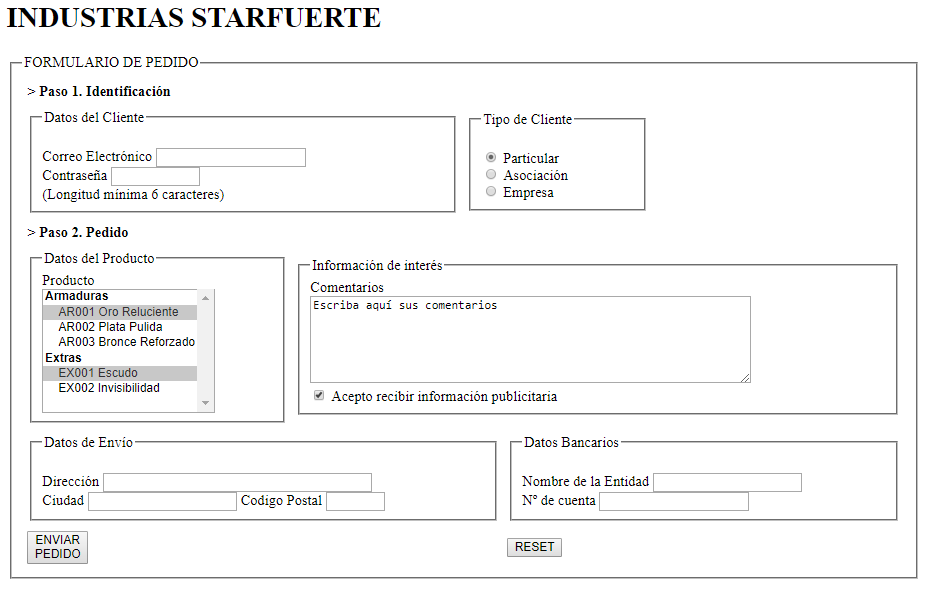 INDUSTRIAS STARFUERTE
FORMULARIO DE PEDIDO
> Paso 1. Identificación
Datos del Cliente
Correo Electrónico
Contraseña
(Longitud mínima 6 caracteres)
Tipo de Cliente
Particular
Asociación
Empresa
> Paso 2. Pedido
Datos del Producto
Producto
Armaduras
AR001 Oro Reluciente
AR002 Plata Pulida
AR003 Bronce Reforzado
Extras
EX001 Escudo
EX002 Invisibilidad
Información de interés
Comentarios
Escriba aquí sus comentarios
Acepto recibir información publicitaria
Datos de Envío
Dirección
Ciudad Codigo Postal
Datos Bancarios
Nombre de la Entidad
Nº de cuenta
ENVIAR
PEDIDO
RESET